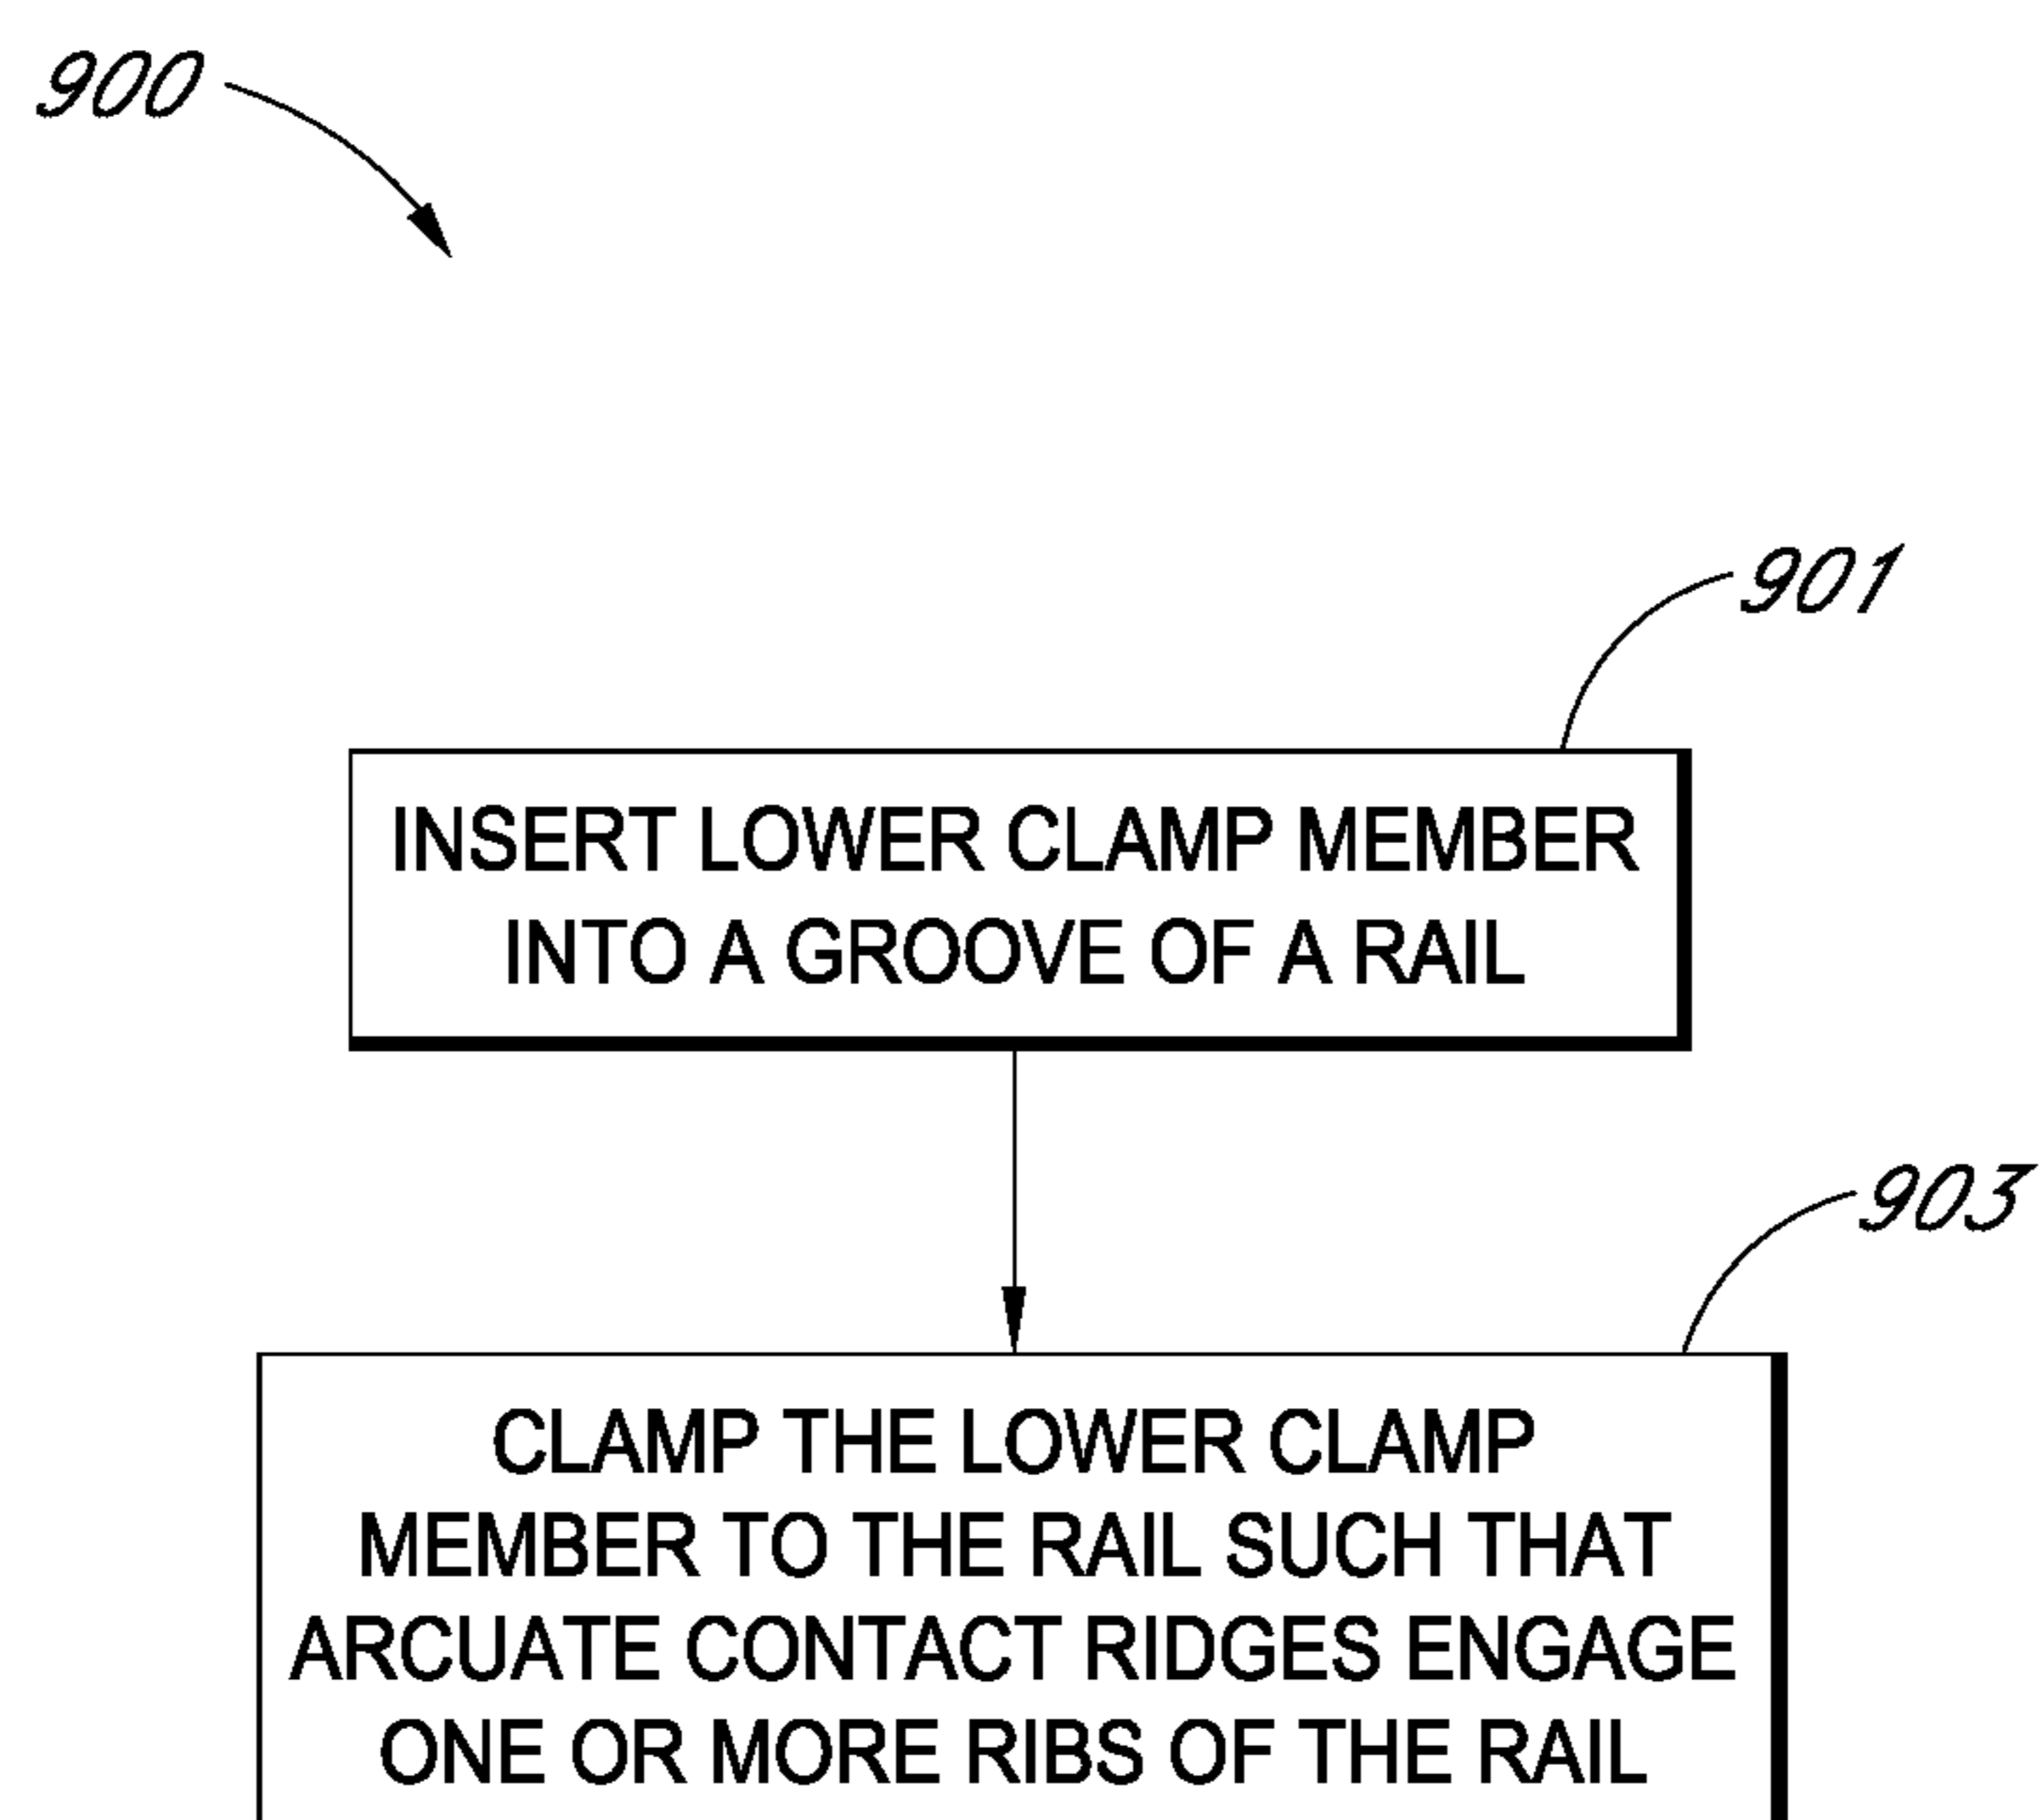 900
901
INSERT LOWER CLAMP MEMBER
INTO A GROOVE OF A RAIL
903
CLAMP THE LOWER CLAMP
MEMBER TO THE RAIL SUCH THAT
ARCUATE CONTACT RIDGES ENGAGE
ONE OR MORE RIBS OF THE RAIL